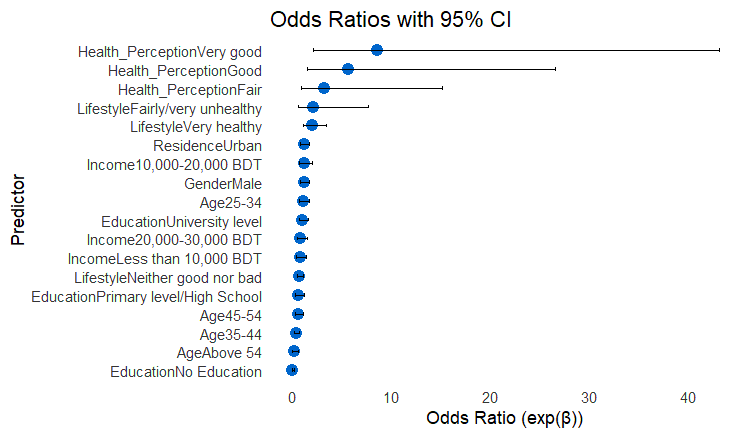 Odds Ratios with 95% CI
Predictor
Health_PerceptionVery good
Health_PerceptionGood
Health_PerceptionFair
LifestyleFairly/very unhealthy
LifestyleVery healthy
ResidenceUrban
Income10,000-20,000 BDT
GenderMale
Age25-34
EducationUniversity level
Income20,000-30,000 BDT
IncomeLess than 10,000 BDT
LifestyleNeither good nor bad
EducationPrimary level/High School
Age45-54
Age35-44
AgeAbove 54
EducationNo Education
0 10 20 30 40
Odds Ratio (exp(β))